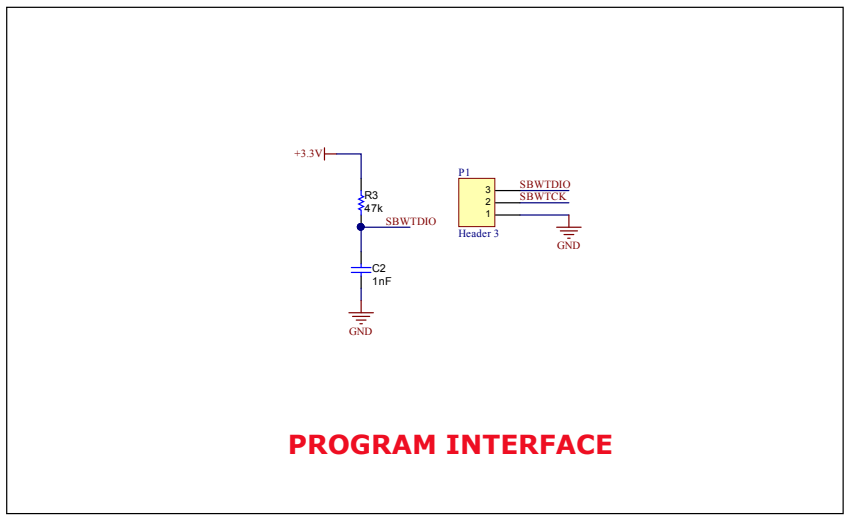 +3.3V
R3
47k
SBWTDIO
C2
1nF
GND
P1
3
SBWTDIO
2
SBWTCK
1
Header 3
GND
PROGRAM INTERFACE